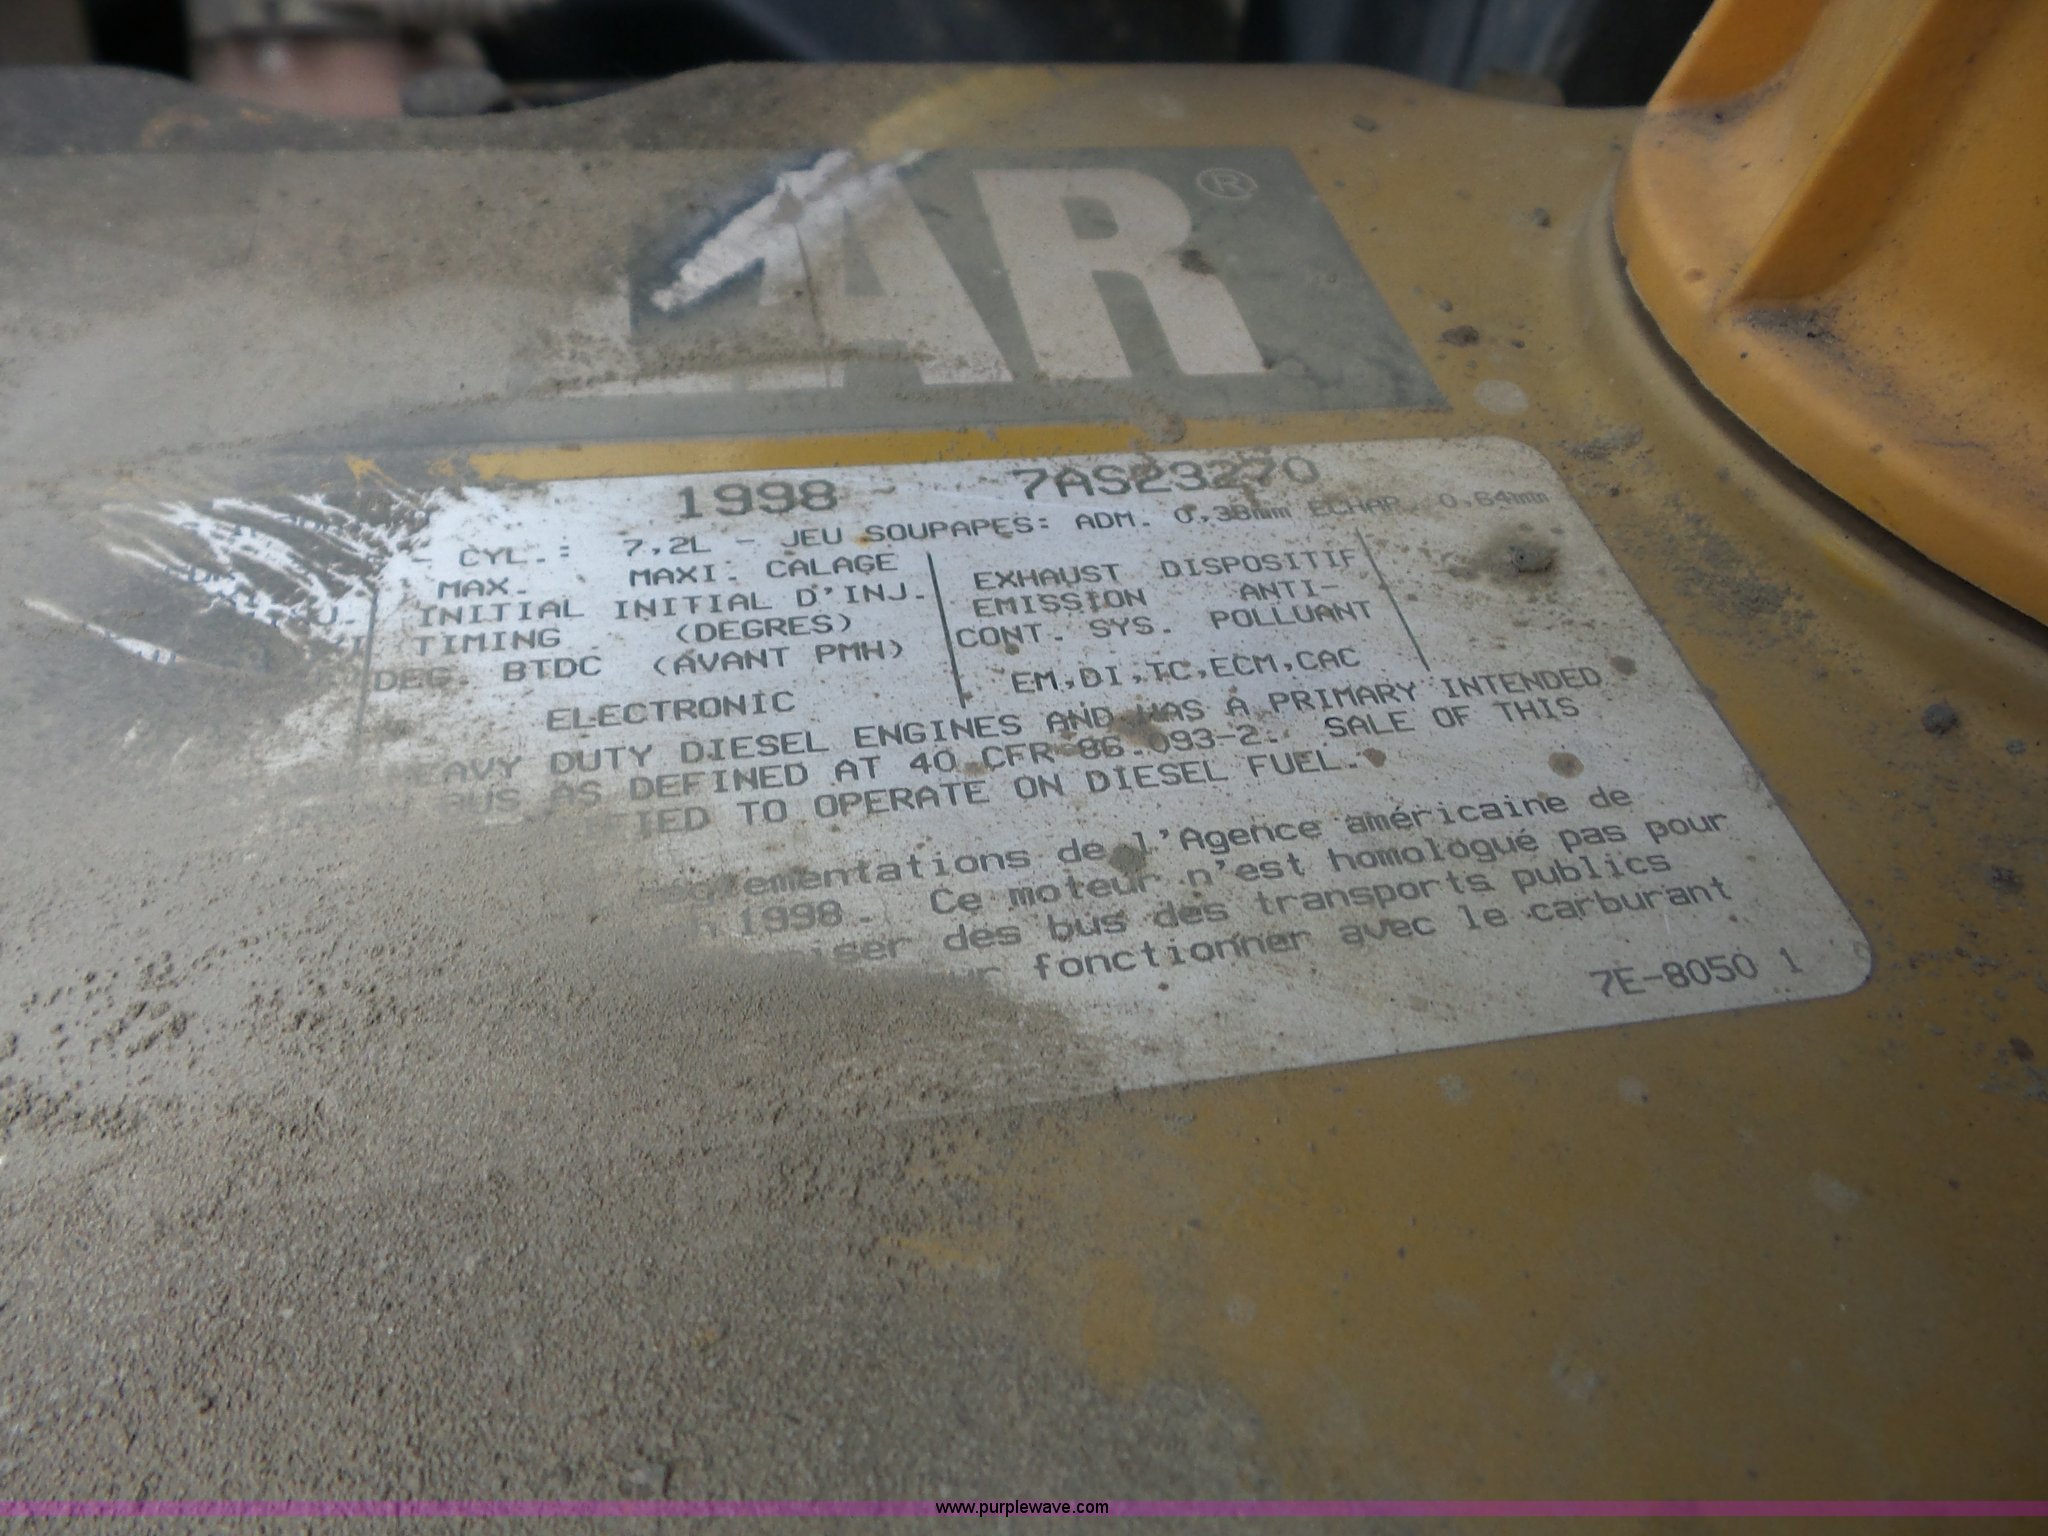 AR®
1998 7AS23270
- CYL.: 7,2L - JEU SOUPAPES: ADM. 0,38mm ECHAP. 0,64mm
MAX. MAXI. CALAGE EXHAUST DISPOSITIF
INITIAL INITIAL D'INJ. EMISSION ANTI-
TIMING (DEGRES) CONT. SYS. POLLUANT
DEG. BTDC (AVANT PMH)
ELECTRONIC EM,DI,TC,ECM,CAC
HEAVY DUTY DIESEL ENGINES AND HAS A PRIMARY INTENDED
BUS AS DEFINED AT 40 CFR 86.093-2. SALE OF THIS
TO OPERATE ON DIESEL FUEL.
de l'Agence américaine de
1998. Ce moteur n'est homologué pas pour
des bus des transports publics
fonctionner avec le carburant
7E-8050 1
www.purplewave.com